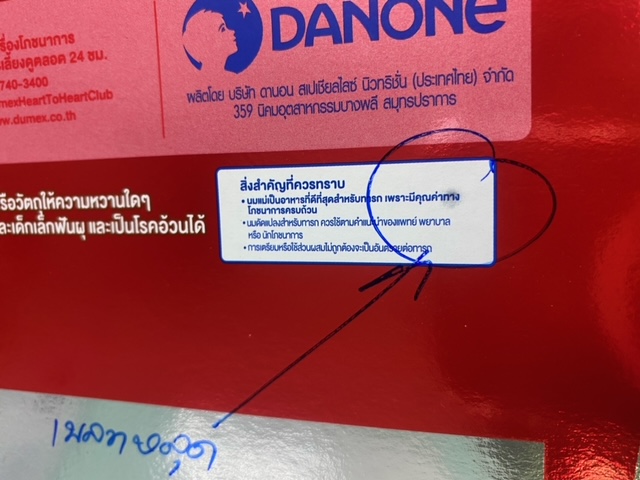 DANONE
ผลิตโดย บริษัท ดานอน สเปเชียลไลซ์ นิวทริชั่น (ประเทศไทย) จำกัด
359 นิคมอุตสาหกรรมบางพลี สมุทรปราการ
รื่องโภชนาการ
เลี้ยงดูตลอด 24 ชม.
740-3400
mexHeartToHeartClub
w.dumex.co.th
รือวัตถุให้ความหวานใดๆ
ละเด็กเล็กฟันผุ และเป็นโรคอ้วนได้
สิ่งสำคัญที่ควรทราบ
• นมแม่เป็นอาหารที่ดีที่สุดสำหรับทารก เพราะมีคุณค่าทาง
โภชนาการครบถ้วน
• นมดัดแปลงสำหรับทารก ควรใช้ตามคำแนะนำของแพทย์ พยาบาล
หรือ นักโภชนาการ
• การเตรียมหรือใช้ส่วนผสมไม่ถูกต้องจะเป็นอันตรายต่อทารก